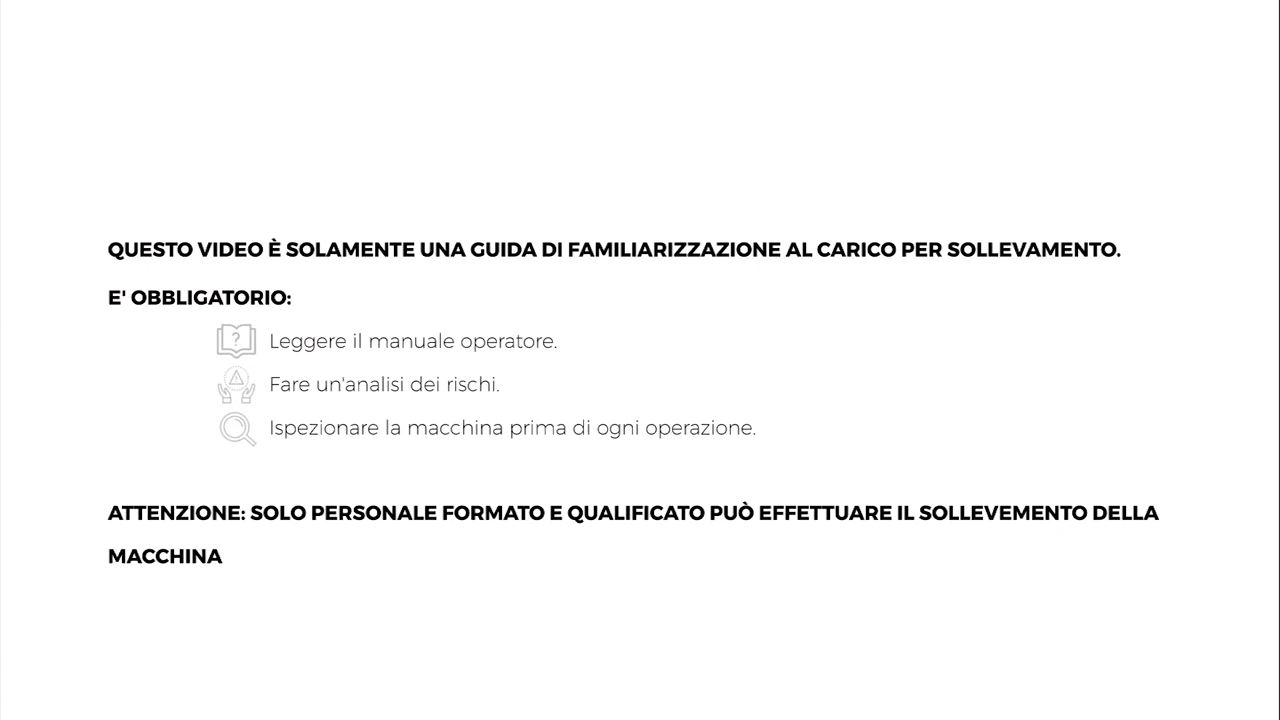 QUESTO VIDEO È SOLAMENTE UNA GUIDA DI FAMILIARIZZAZIONE AL CARICO PER SOLLEVAMENTO.
E' OBBLIGATORIO:
Leggere il manuale operatore.
Fare un'analisi dei rischi.
Ispezionare la macchina prima di ogni operazione.
ATTENZIONE: SOLO PERSONALE FORMATO E QUALIFICATO PUÒ EFFETTUARE IL SOLLEVEMENTO DELLA
MACCHINA